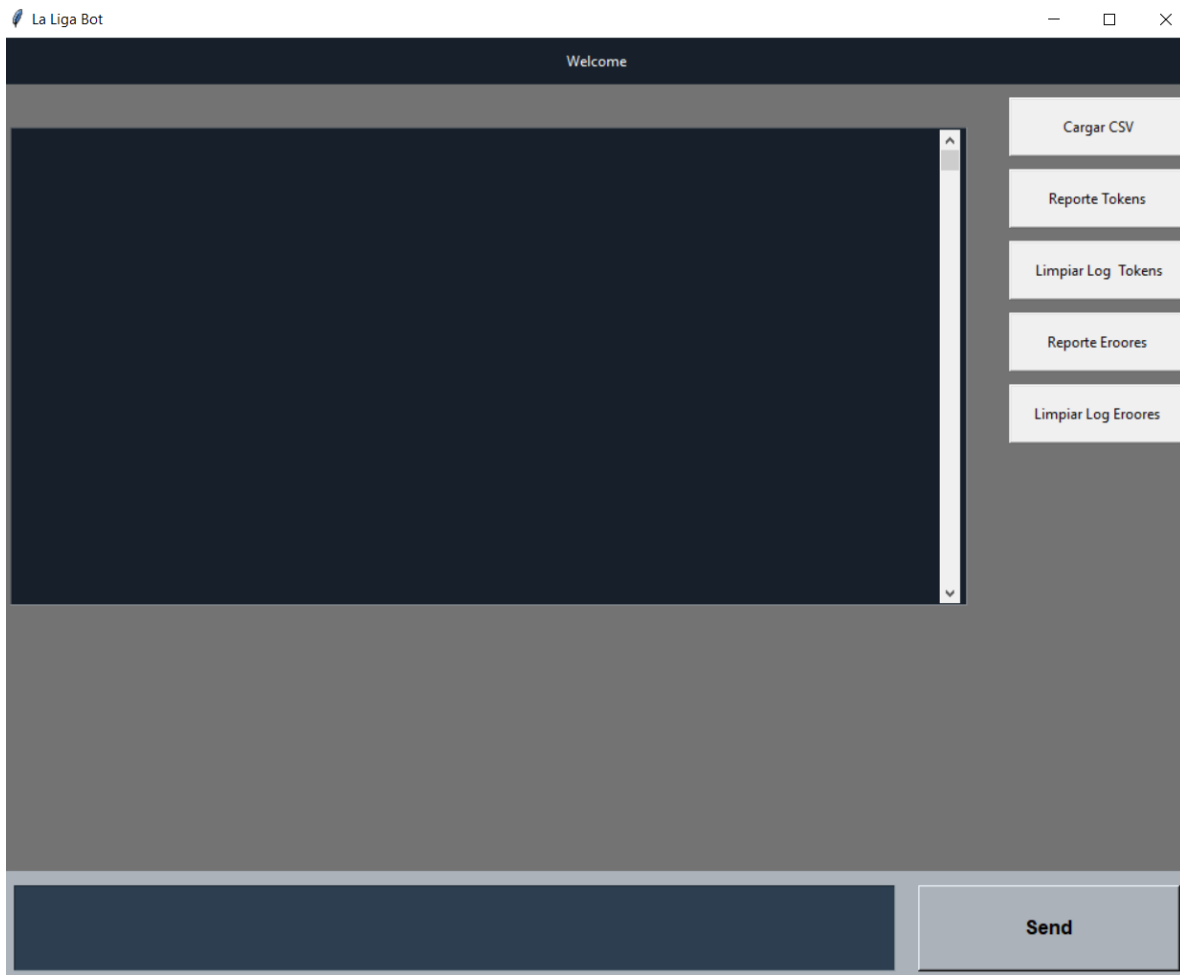 La Liga Bot
Welcome
Cargar CSV
Reporte Tokens
Limpiar Log  Tokens
Reporte Eroores
Limpiar Log Eroores
Send